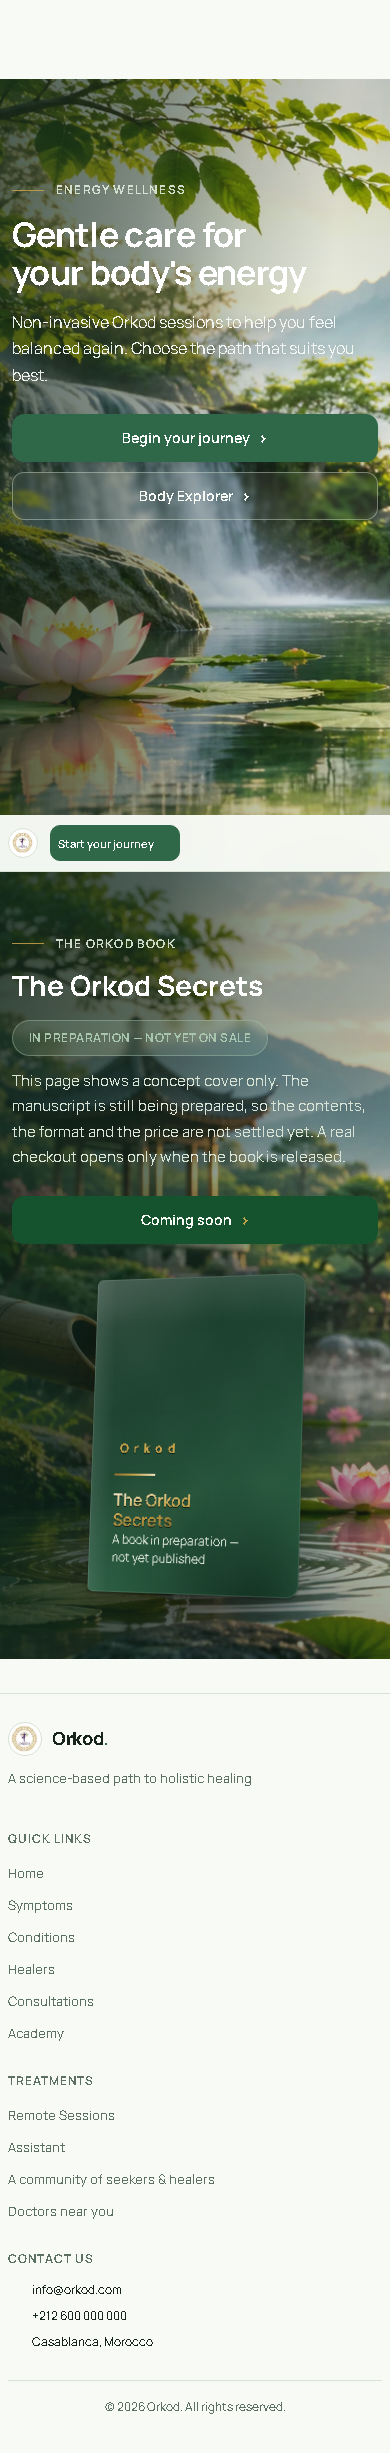 ENERGY WELLNESS
Gentle care for
your body's energy
Non-invasive Orkod sessions to help you feel
balanced again. Choose the path that suits you
best.
Begin your journey ›
Body Explorer ›
Start your journey
THE ORKOD BOOK
The Orkod Secrets
IN PREPARATION — NOT YET ON SALE
This page shows a concept cover only. The
manuscript is still being prepared, so the contents,
the format and the price are not settled yet. A real
checkout opens only when the book is released.
Coming soon ›
Orkod
The Orkod
Secrets
A book in preparation —
not yet published
Orkod.
A science-based path to holistic healing
QUICK LINKS
Home
Symptoms
Conditions
Healers
Consultations
Academy
TREATMENTS
Remote Sessions
Assistant
A community of seekers & healers
Doctors near you
CONTACT US
info@orkod.com
+212 600 000 000
Casablanca, Morocco
© 2026 Orkod. All rights reserved.